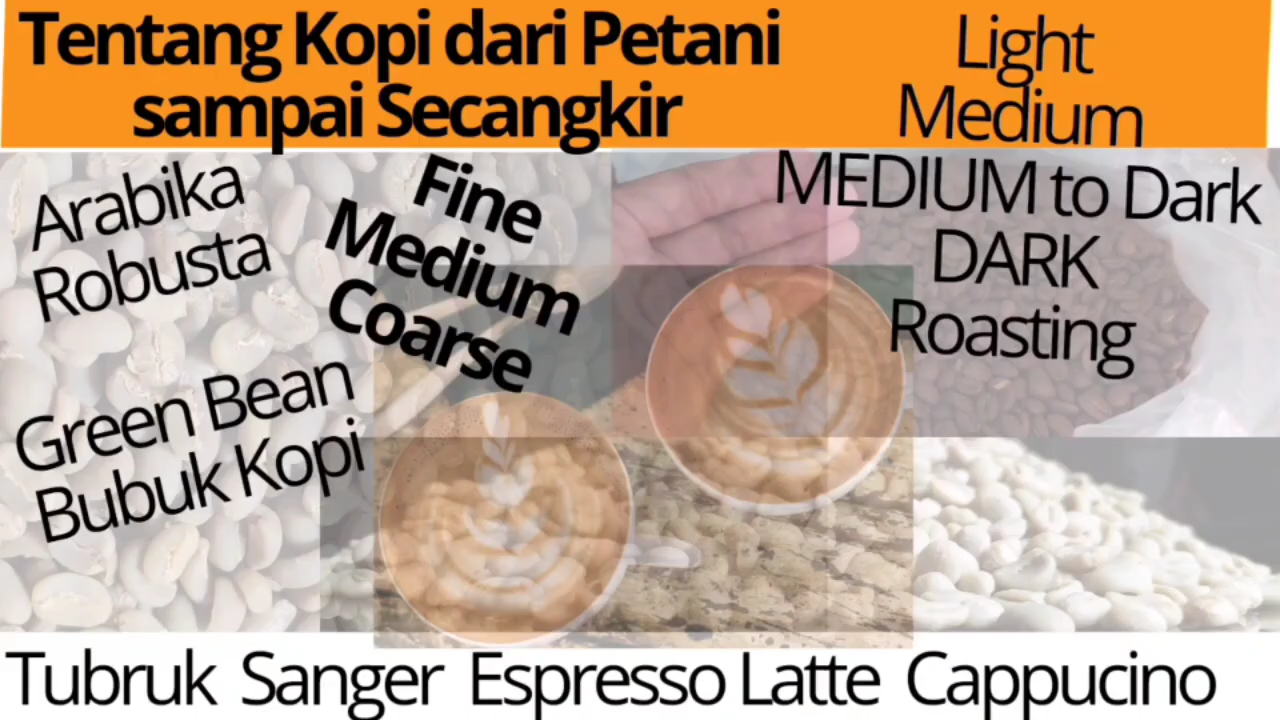 Tentang Kopi dari Petani
sampai Secangkir
Light
Medium
MEDIUM to Dark
DARK
Roasting
Arabika
Robusta
Fine
Medium
Coarse
Green Bean
Bubuk Kopi
Tubruk Sanger Espresso Latte Cappucino